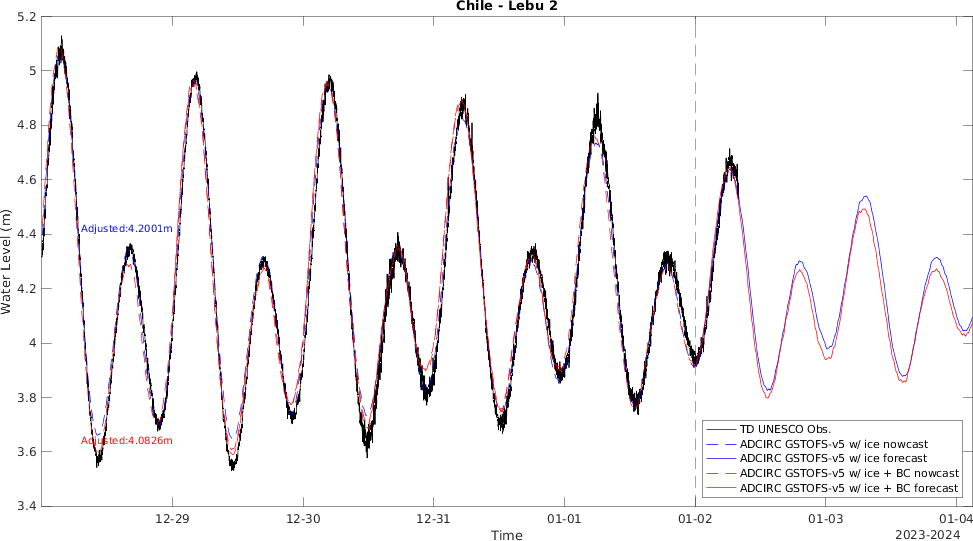 Chile - Lebu 2
5.2
5
4.8
4.6
4.4
4.2
4
3.8
3.6
3.4
Water Level (m)
Adjusted:4.2001m
Adjusted:4.0826m
TD UNESCO Obs.
ADCIRC GSTOFS-v5 w/ ice nowcast
ADCIRC GSTOFS-v5 w/ ice forecast
ADCIRC GSTOFS-v5 w/ ice + BC nowcast
ADCIRC GSTOFS-v5 w/ ice + BC forecast
12-29
12-30
12-31
01-01
01-02
01-03
01-04
Time
2023-2024